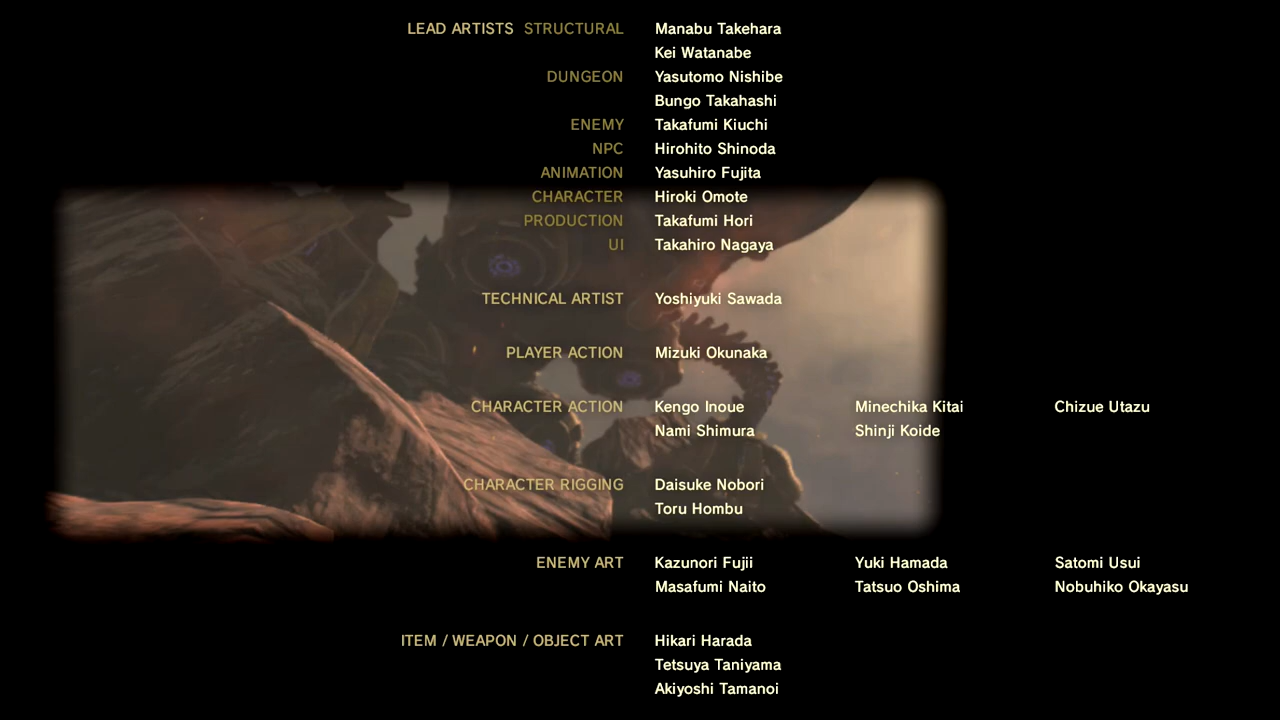 LEAD ARTISTS STRUCTURAL Manabu Takehara
Kei Watanabe
DUNGEON Yasutomo Nishibe
Bungo Takahashi
ENEMY Takafumi Kiuchi
NPC Hirohito Shinoda
ANIMATION Yasuhiro Fujita
CHARACTER Hiroki Omote
PRODUCTION Takafumi Hori
UI Takahiro Nagaya
TECHNICAL ARTIST Yoshiyuki Sawada
PLAYER ACTION Mizuki Okunaka
CHARACTER ACTION Kengo Inoue Minechika Kitai Chizue Utazu
Nami Shimura Shinji Koide
CHARACTER RIGGING Daisuke Nobori
Toru Hombu
ENEMY ART Kazunori Fujii Yuki Hamada Satomi Usui
Masafumi Naito Tatsuo Oshima Nobuhiko Okayasu
ITEM / WEAPON / OBJECT ART Hikari Harada
Tetsuya Taniyama
Akiyoshi Tamanoi